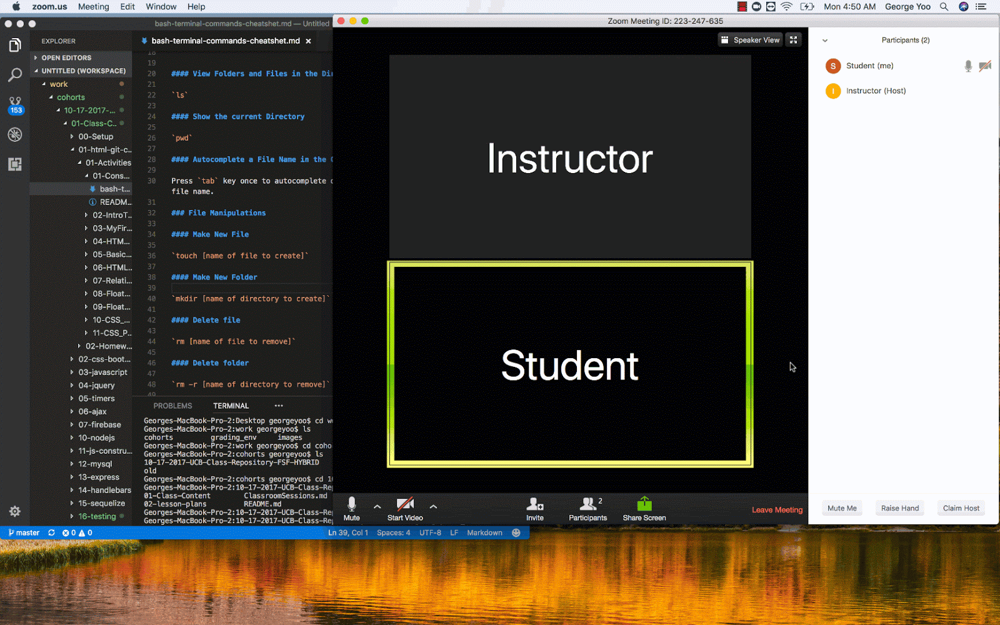 zoom.us Meeting Edit Window Help
Mon 4:50 AM George Yoo
bash-terminal-commands-cheatshet.md — Untitled
EXPLORER
OPEN EDITORS
UNTITLED (WORKSPACE)
work
cohorts
10-17-2017-...
01-Class-C...
00-Setup
01-html-git-c...
01-Activities
01-Cons...
bash-t...
READM...
02-IntroT...
03-MyFir...
04-HTM...
05-Basic...
06-HTML...
07-Relati...
08-Float...
09-Float...
10-CSS_...
11-CSS_P...
02-Homew...
02-css-boot...
03-javascript
04-jquery
05-timers
06-ajax
07-firebase
10-nodejs
11-js-constru...
12-mysql
13-express
14-handlebars
15-sequelize
16-testing
153
bash-terminal-commands-cheatshet.md
18
19
20 #### View Folders and Files in the Di
21
22 `ls`
23
24 #### Show the current Directory
25
26 `pwd`
27
28 #### Autocomplete a File Name in the
29
30 Press `tab` key once to autocomplete
file name.
31
32 ### File Manipulations
33
34 #### Make New File
35
36 `touch [name of file to create]`
37
38 #### Make New Folder
39
40 `mkdir [name of directory to create]`
41
42 #### Delete file
43
44 `rm [name of file to remove]`
45
46 #### Delete folder
47
48 `rm -r [name of directory to remove]`
49
PROBLEMS TERMINAL ...
Georges-MacBook-Pro-2:Desktop georgeyoo$ cd w
Georges-MacBook-Pro-2:work georgeyoo$ ls
cohorts grading_env images
Georges-MacBook-Pro-2:work georgeyoo$ cd coho
Georges-MacBook-Pro-2:cohorts georgeyoo$ ls
10-17-2017-UCB-Class-Repository-FSF-HYBRID
old
Georges-MacBook-Pro-2:cohorts georgeyoo$ cd 1
Georges-MacBook-Pro-2:10-17-2017-UCB-Class-Re
01-Class-Content ClassroomSessions.md
02-lesson-plans README.md
Georges-MacBook-Pro-2:10-17-2017-UCB-Class-Re
Georges-MacBook-Pro-2:10-17-2017-UCB-Class-Re
master 0 0
Ln 39, Col 1 Spaces: 4 UTF-8 LF Markdown
Zoom Meeting ID: 223-247-635
Speaker View
Instructor
Student
Mute Start Video Invite Participants 2 Share Screen Leave Meeting
Participants (2)
S Student (me)
I Instructor (Host)
Mute Me Raise Hand Claim Host